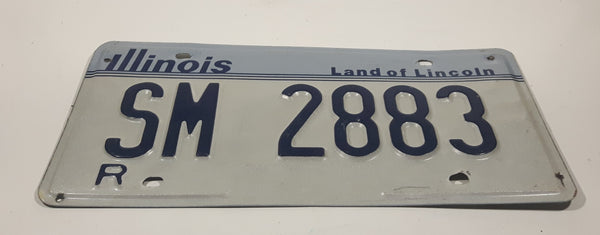 Illinois Land of Lincoln
SM 2883
R